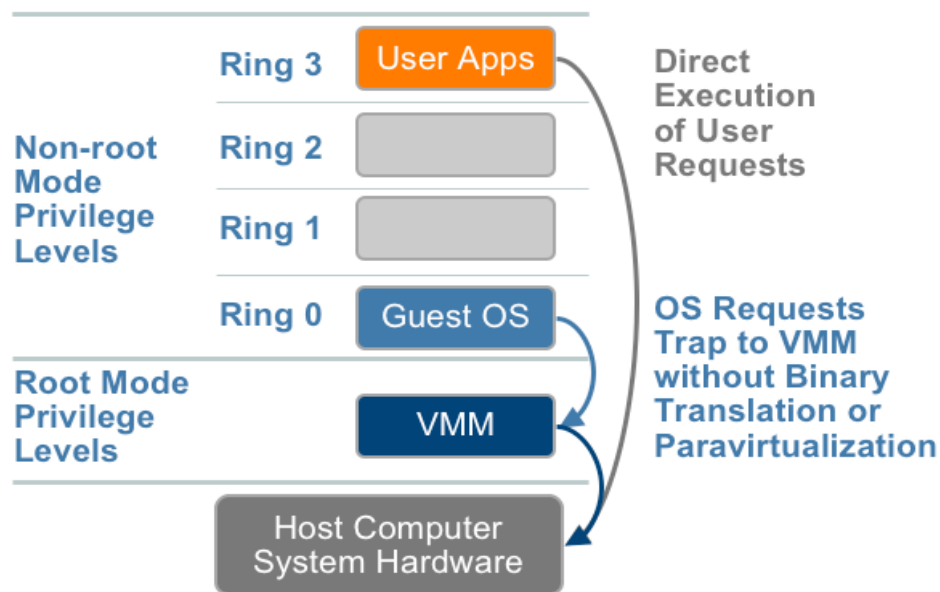 Ring 3
User Apps
Direct
Execution
of User
Requests
Non-root
Mode
Privilege
Levels
Ring 2
Ring 1
Ring 0
Guest OS
OS Requests
Trap to VMM
without Binary
Translation or
Paravirtualization
Root Mode
Privilege
Levels
VMM
Host Computer
System Hardware